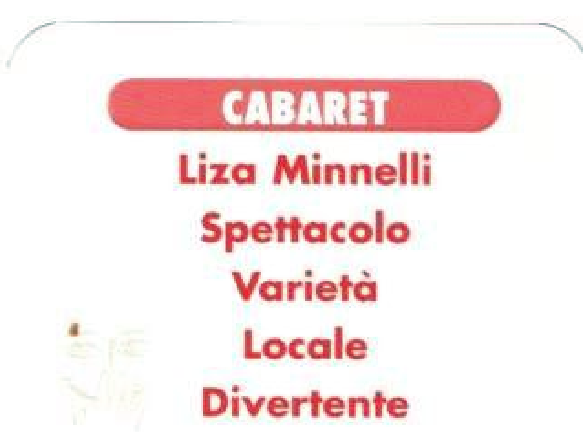 CABARET
Liza Minnelli
Spettacolo
Varietà
Locale
Divertente